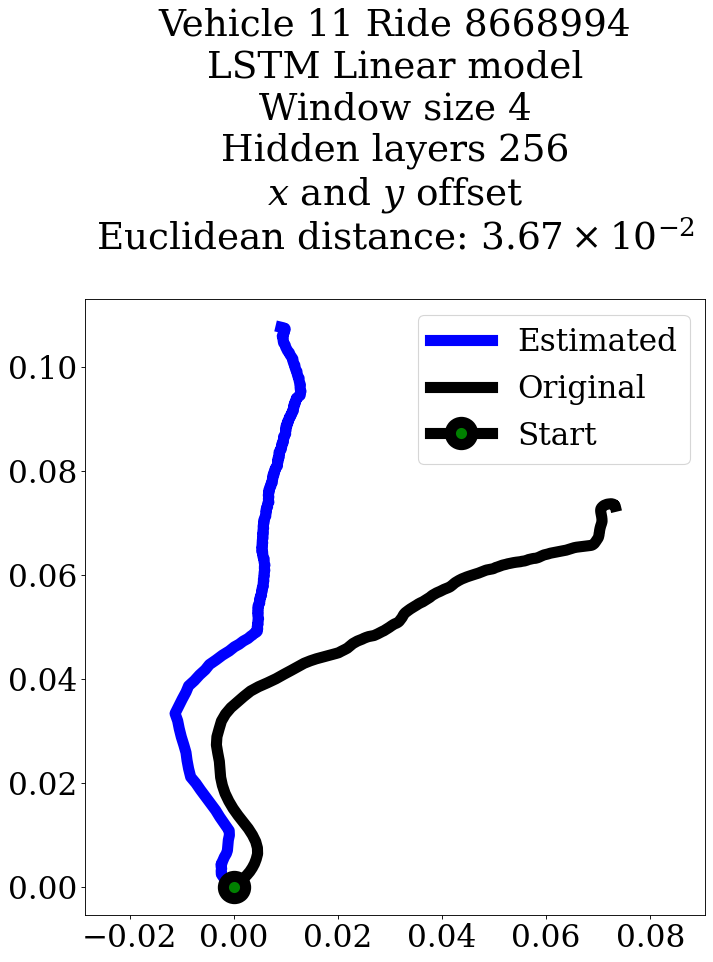 Vehicle 11 Ride 8668994
LSTM Linear model
Window size 4
Hidden layers 256
x and y offset
Euclidean distance: 3.67 × 10⁻²
Estimated
Original
Start
0.10
0.08
0.06
0.04
0.02
0.00
−0.02 0.00 0.02 0.04 0.06 0.08